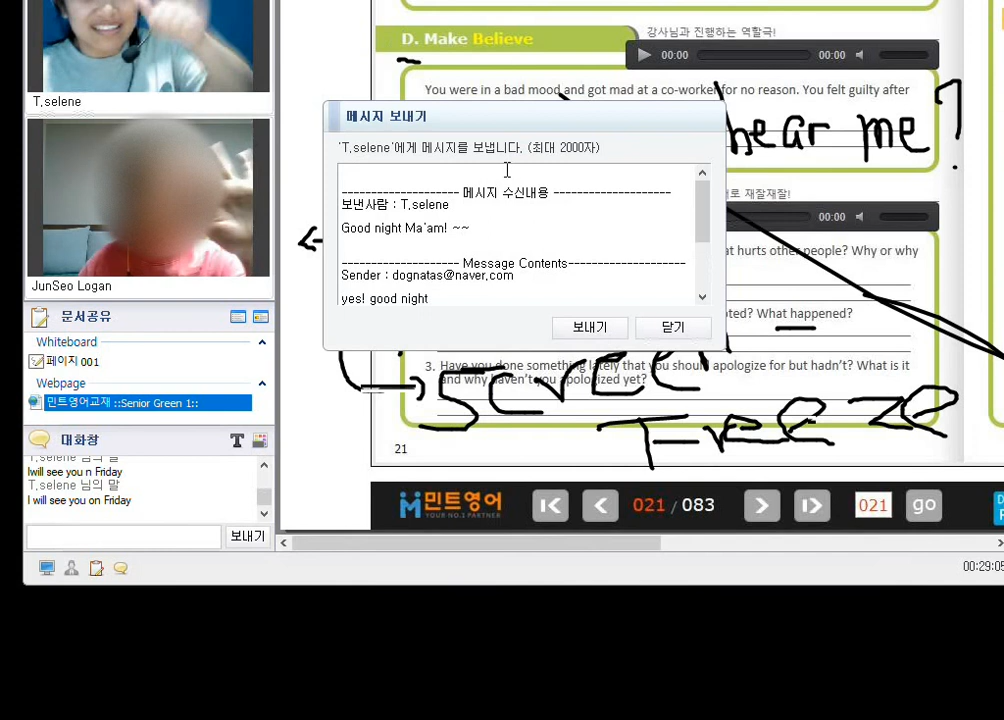 T,selene
JunSeo Logan
문서공유
Whiteboard
페이지 001
Webpage
민트영어교재 ::Senior Green 1::
대화창
T,selene 님의 말
Iwill see you n Friday
T,selene 님의 말
I will see you on Friday
보내기
강사님과 진행하는 역할극!
D. Make Believe
00:00
00:00
You were in a bad mood and got mad at a co-worker for no reason. You felt guilty after
hear me ?
메시지 보내기
'T,selene'에게 메시지를 보냅니다, (최대 2000자)
-------------------- 메시지 수신내용 --------------------
보낸사람 : T,selene
Good night Ma'am! ~~
-------------------- Message Contents--------------------
Sender : dognatas@naver,com
yes! good night
보내기
닫기
로 재잘재잘!
00:00
hurts other people? Why or why
What happened?
3. Have you done something lately that you should apologize for but hadn't? What is it
and why haven't you apologized yet?
screen
21
민트영어
YOUR NO.1 PARTNER
021 / 083
021
go
00:29:05